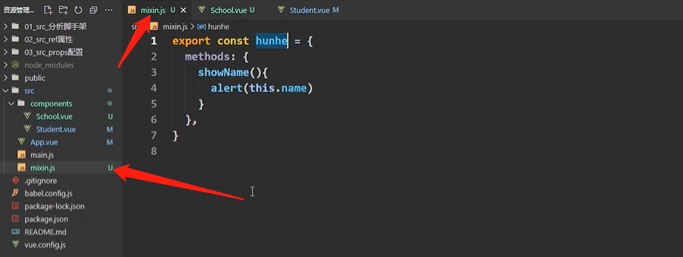 资源管理...
mixin.js U
School.vue U
Student.vue M
mixin.js > hunhe
01_src_分析脚手架
02_src_ref属性
03_src_props配置
node_modules
public
src
components
School.vue U
Student.vue M
App.vue M
main.js
mixin.js U
.gitignore
babel.config.js
package-lock.json
package.json
README.md
vue.config.js
1 export const hunhe = {
2 methods: {
3 showName(){
4 alert(this.name)
5 }
6 },
7 }
8